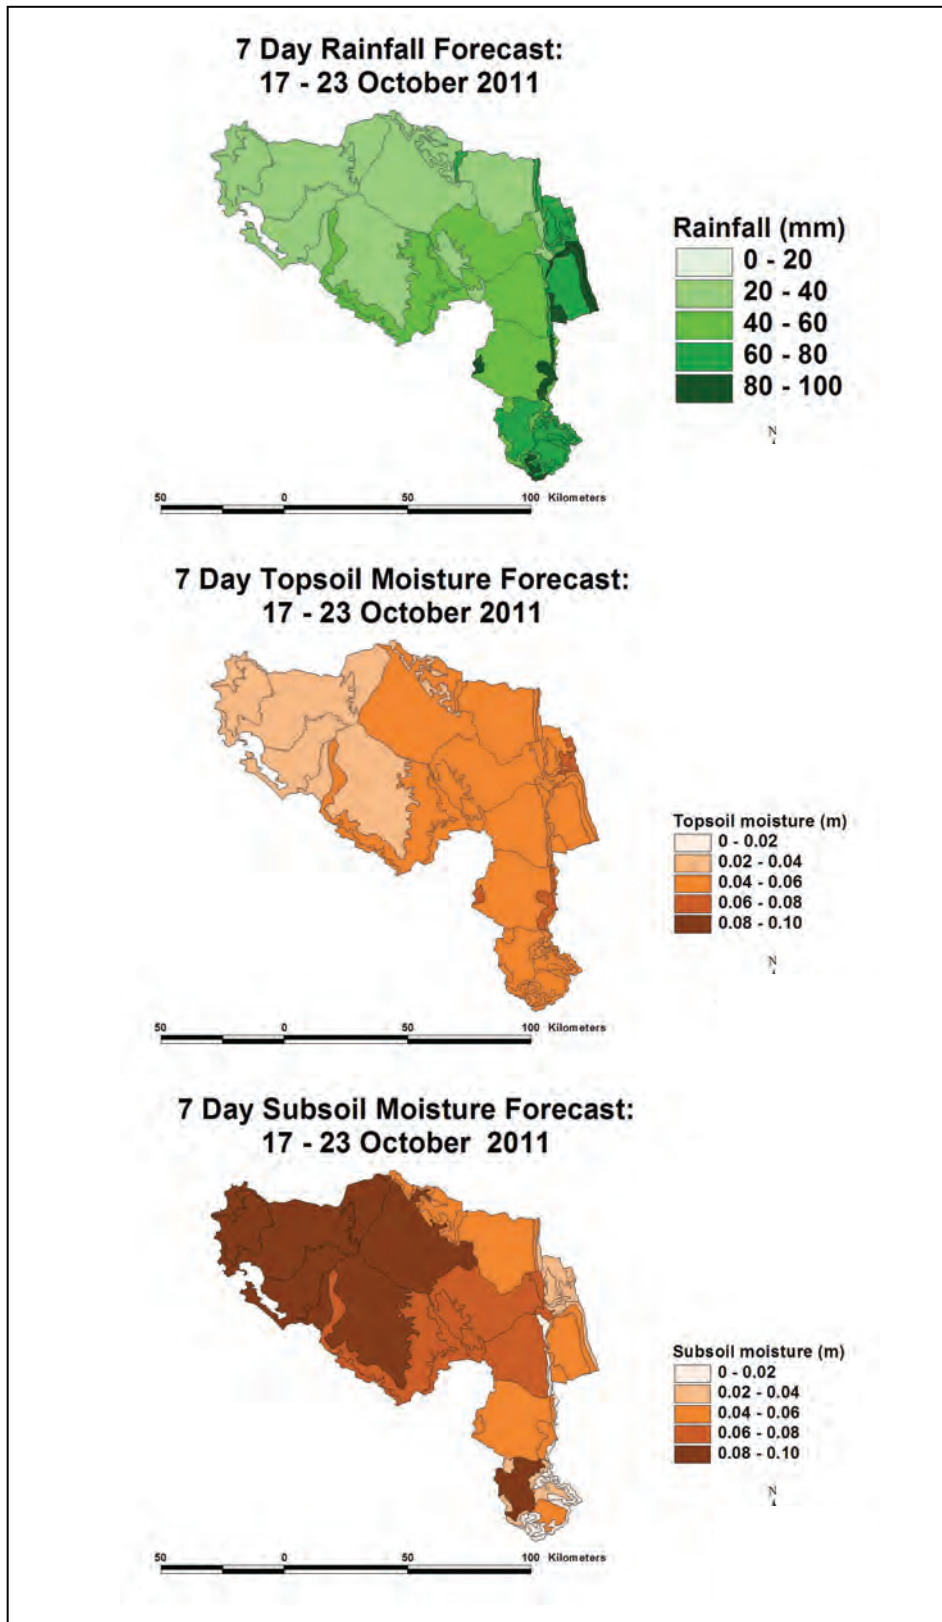 7 Day Rainfall Forecast:
17 - 23 October 2011
Rainfall (mm)
0 - 20
20 - 40
40 - 60
60 - 80
80 - 100
N
50 0 50 100 Kilometers
7 Day Topsoil Moisture Forecast:
17 - 23 October 2011
Topsoil moisture (m)
0 - 0.02
0.02 - 0.04
0.04 - 0.06
0.06 - 0.08
0.08 - 0.10
N
50 0 50 100 Kilometers
7 Day Subsoil Moisture Forecast:
17 - 23 October 2011
Subsoil moisture (m)
0 - 0.02
0.02 - 0.04
0.04 - 0.06
0.06 - 0.08
0.08 - 0.10
N
50 0 50 100 Kilometers